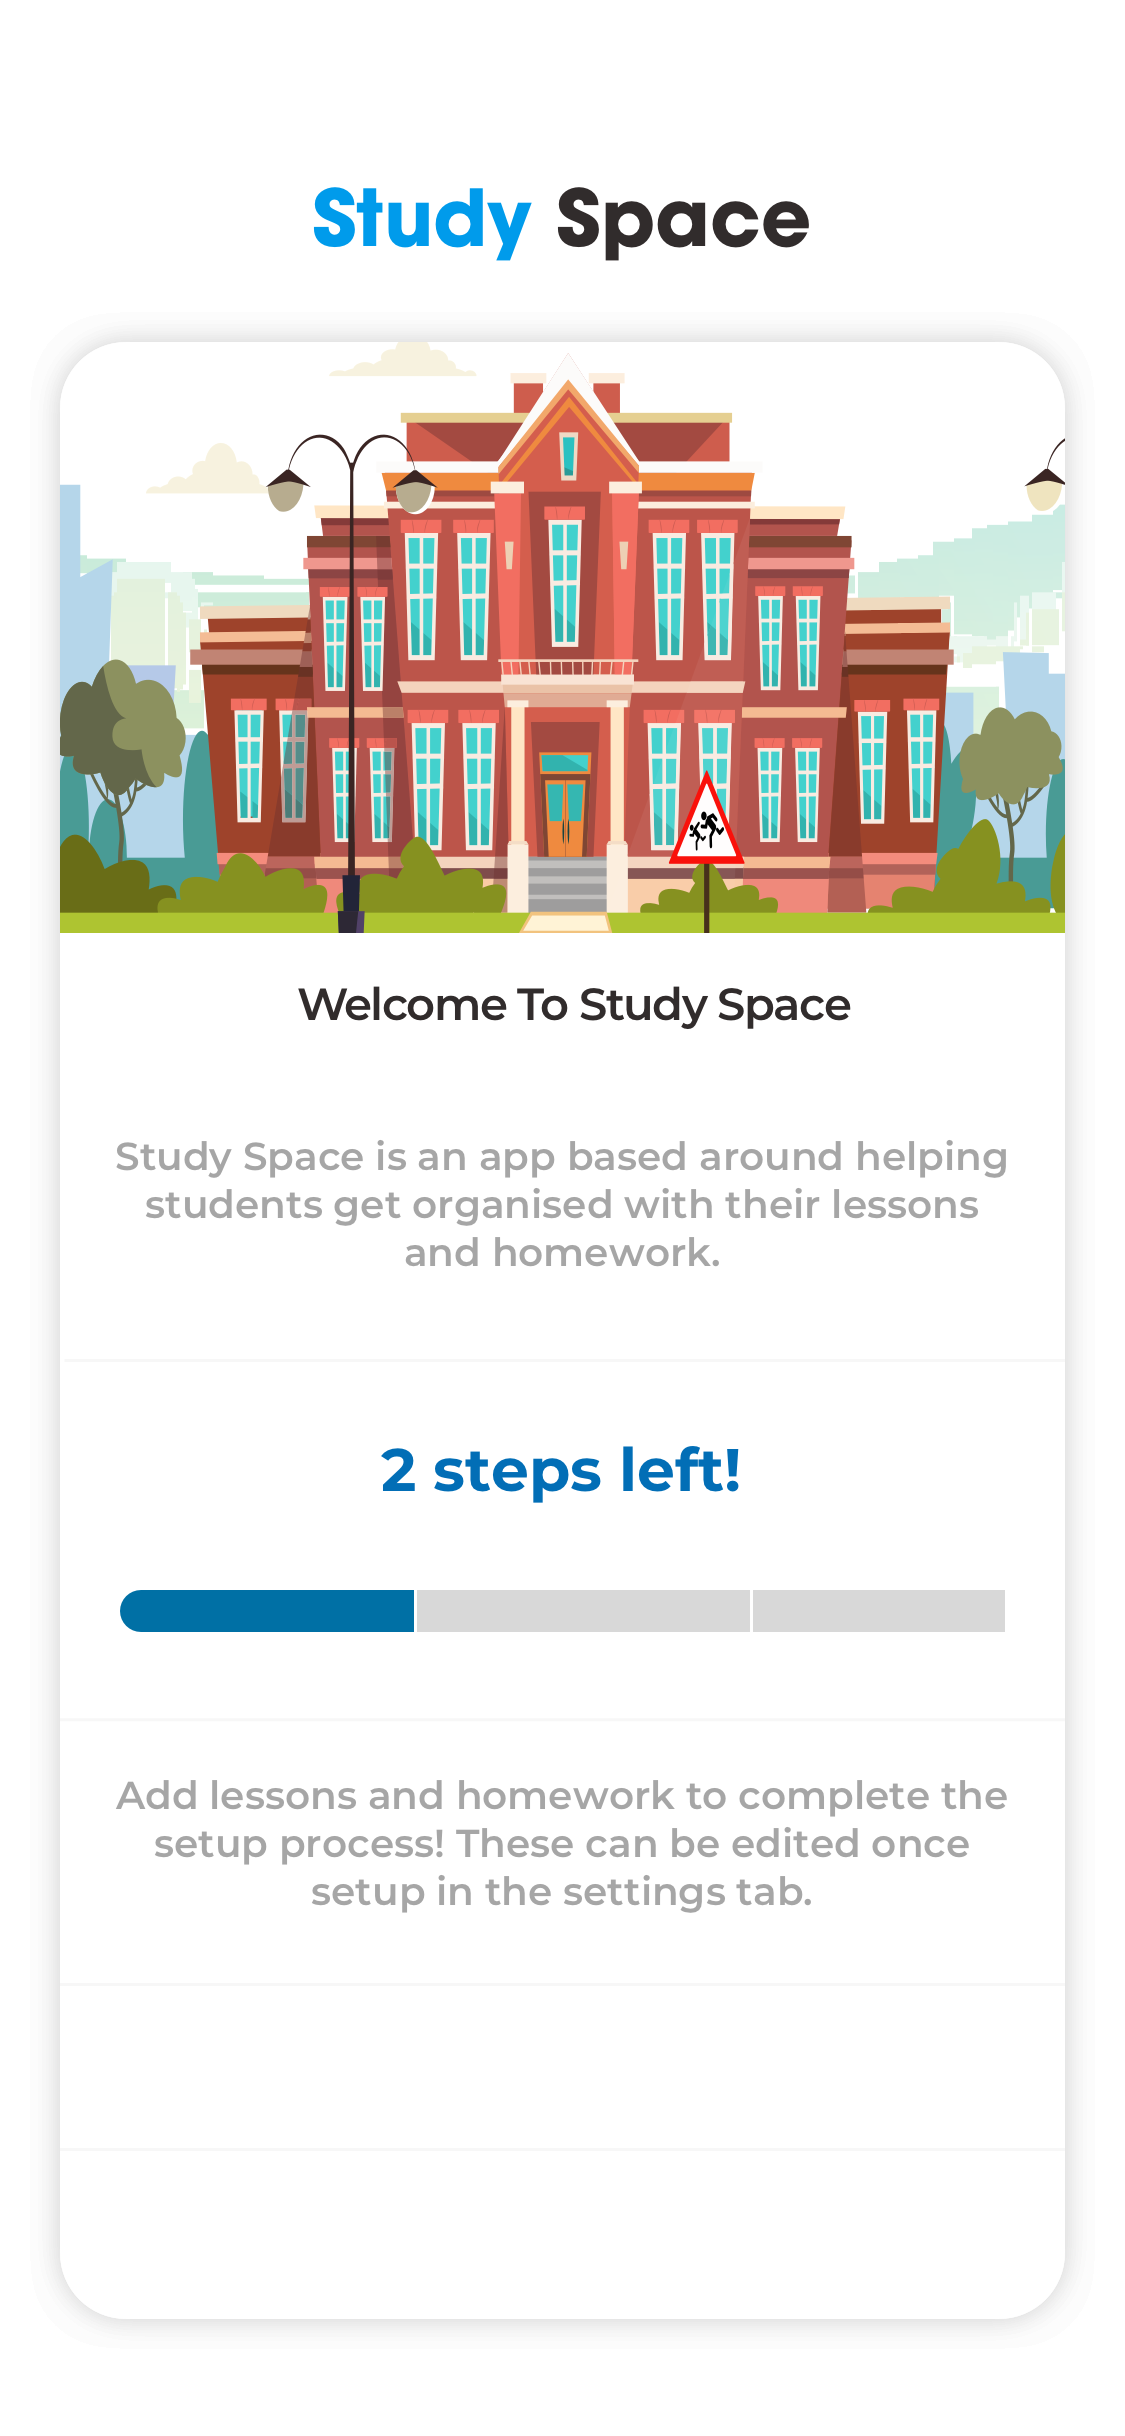 Study Space
Welcome To Study Space
Study Space is an app based around helping
students get organised with their lessons
and homework.
2 steps left!
Add lessons and homework to complete the
setup process! These can be edited once
setup in the settings tab.